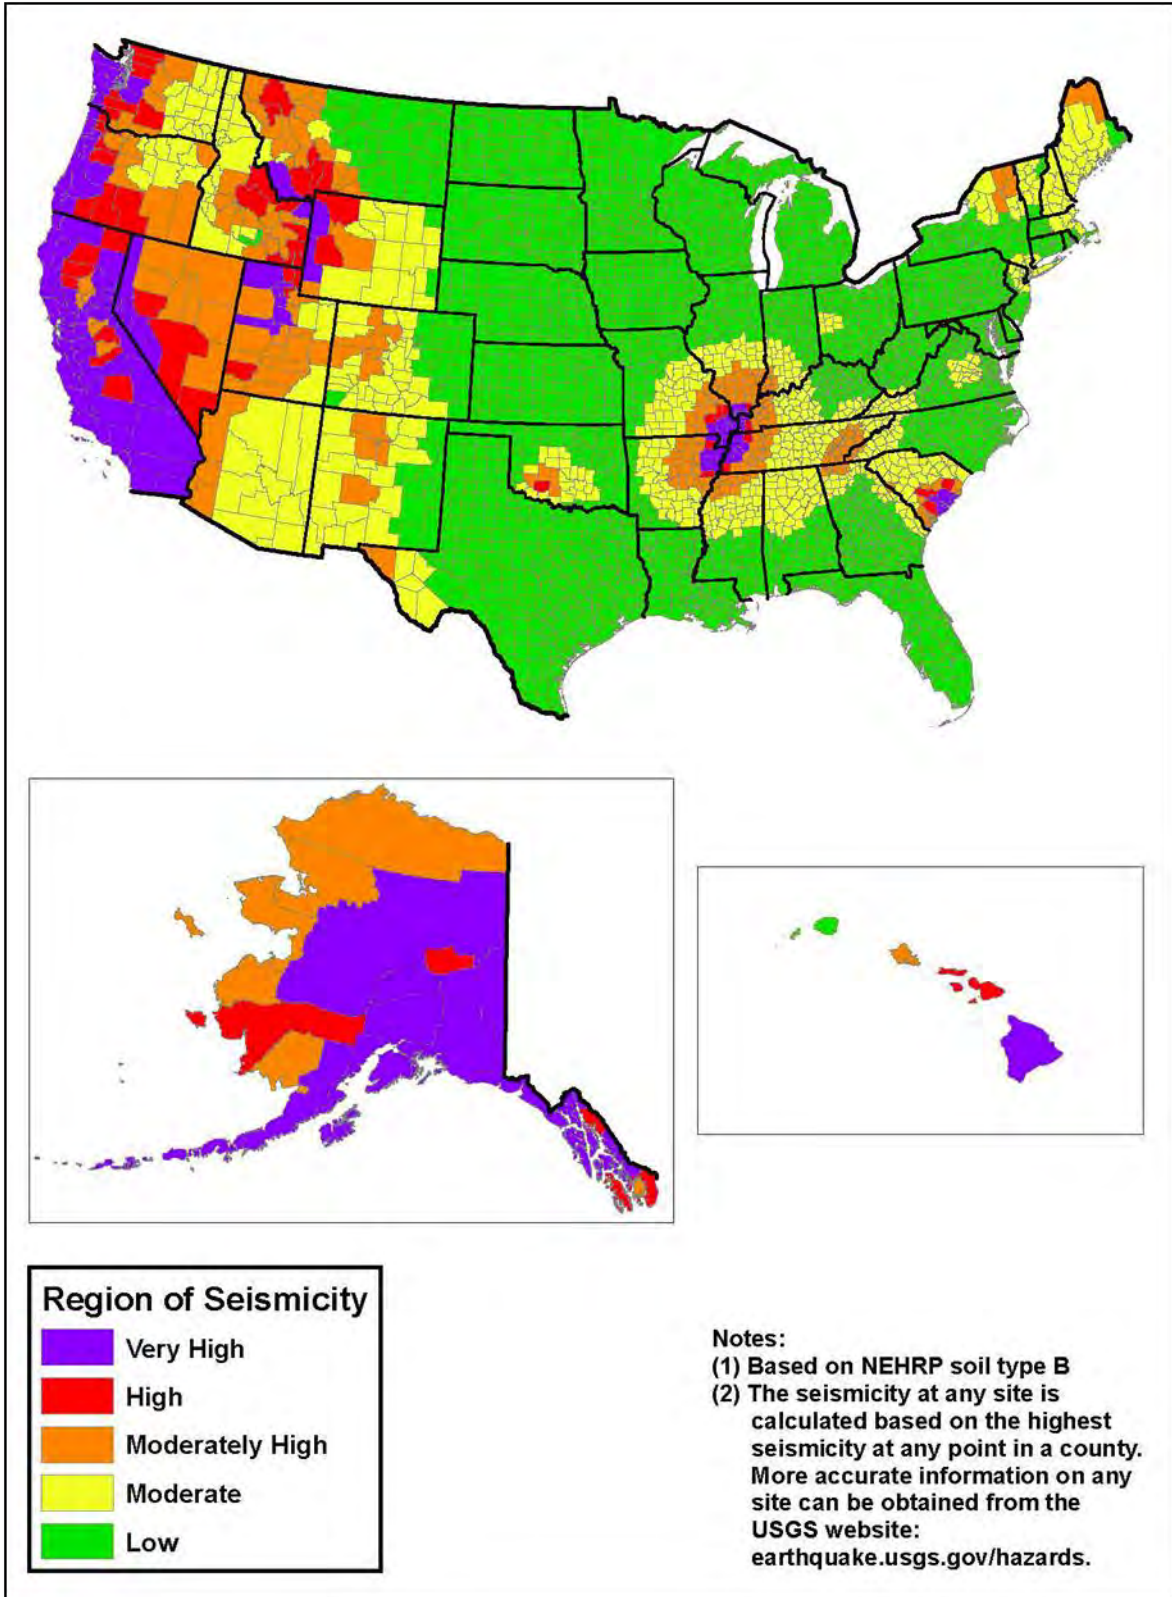 Region of Seismicity
Very High
High
Moderately High
Moderate
Low
Notes:
(1) Based on NEHRP soil type B
(2) The seismicity at any site is
calculated based on the highest
seismicity at any point in a county.
More accurate information on any
site can be obtained from the
USGS website:
earthquake.usgs.gov/hazards.